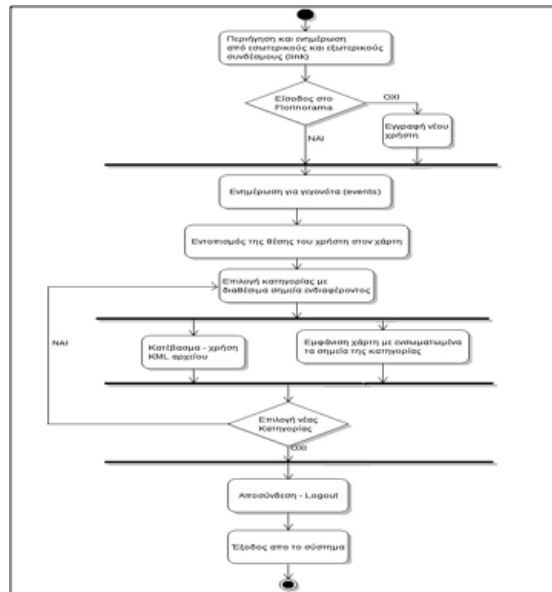 Περιήγηση και ενημέρωση
από εσωτερικούς και εξωτερικούς
συνδέσμους (link)
Είσοδος στο
Florinorama
ΟΧΙ
Εγγραφή νέου
χρήστη
ΝΑΙ
Ενημέρωση για γεγονότα (events)
Εντοπισμός της θέσης του χρήστη στον χάρτη
Επιλογή κατηγορίας με
διαθέσιμα σημεία ενδιαφέροντος
ΝΑΙ
Κατέβασμα - χρήση
KML αρχείου
Εμφάνιση χάρτη με ενσωματωμένα
τα σημεία της κατηγορίας
Επιλογή νέας
Κατηγορίας
ΟΧΙ
Αποσύνδεση - Logout
Έξοδος απο το σύστημα